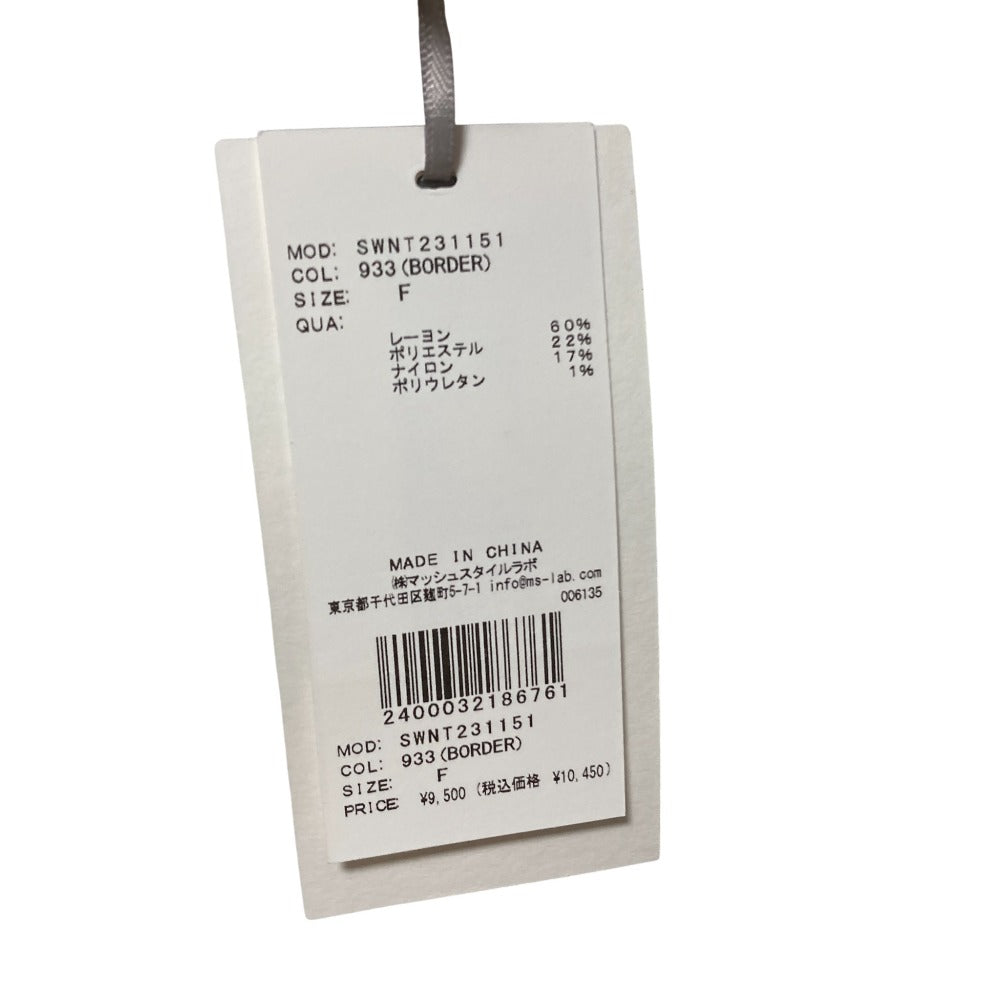 MOD: SWNT231151
COL: 933(BORDER)
SIZE: F
QUA:
レーヨン 60%
ポリエステル 22%
ナイロン 17%
ポリウレタン 1%
MADE IN CHINA
㈱マッシュスタイルラボ
東京都千代田区麹町5-7-1 info@ms-lab.com
006135
2400032186761
MOD: SWNT231151
COL: 933(BORDER)
SIZE: F
PRICE: ¥9,500 (税込価格 ¥10,450)